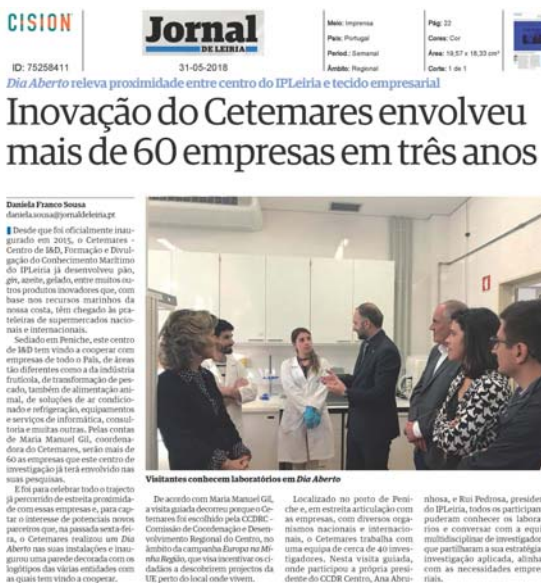 CISION
ID: 75258411
Jornal
DE LEIRIA
31-05-2018
Meio: Imprensa
País: Portugal
Period.: Semanal
Âmbito: Regional
Pág: 22
Cores: Cor
Área: 19,57 x 18,33 cm²
Corte: 1 de 1
Dia Aberto releva proximidade entre centro do IPLeiria e tecido empresarial
Inovação do Cetemares envolveu
mais de 60 empresas em três anos
Daniela Franco Sousa
daniela.sousa@jornaldeleiria.pt
Desde que foi oficialmente inau-
gurado em 2015, o Cetemares -
Centro de I&D, Formação e Divul-
gação do Conhecimento Marítimo
do IPLeiria já desenvolveu pão,
gin, azeite, gelado, entre muitos ou-
tros produtos inovadores que, com
base nos recursos marinhos da
nossa costa, têm chegado às pra-
teleiras de supermercados nacio-
nais e internacionais.
Sediado em Peniche, este centro
de I&D tem vindo a cooperar com
empresas de todo o País, de áreas
tão diferentes como a da indústria
frutícola, de transformação de pes-
cado, também de alimentação ani-
mal, de soluções de ar condicio-
nado e refrigeração, equipamentos
e serviços de informática, consul-
toria e muitas outras. Pelas contas
de Maria Manuel Gil, coordena-
dora do Cetemares, serão mais de
60 as empresas que este centro de
investigação já terá envolvido nas
suas pesquisas.
E foi para celebrar todo o trajecto
já percorrido de estreita proximida-
de com essas empresas e, para cap-
tar o interesse de potenciais novos
parceiros que, na passada sexta-fei-
ra, o Cetemares realizou um Dia
Aberto nas suas instalações e inau-
gurou uma parede decorada com os
logótipos das várias entidades com
as quais tem vindo a cooperar.
Visitantes conhecem laboratórios em Dia Aberto
De acordo com Maria Manuel Gil,
a visita guiada decorreu porque o Ce-
temares foi escolhido pela CCDRC -
Comissão de Coordenação e Desen-
volvimento Regional do Centro, no
âmbito da campanha Europa na Mi-
nha Região, que visa incentivar os ci-
dadãos a descobrirem projectos da
UE perto do local onde vivem.
Localizado no porto de Peni-
che e, em estreita articulação com
as empresas, com diversos orga-
nismos nacionais e internacio-
nais, o Cetemares trabalha com
uma equipa de cerca de 40 inves-
tigadores. Nesta visita guiada,
onde participou a própria presi-
dente do CCDR Centro, Ana Abru-
nhosa, e Rui Pedrosa, presiden
do IPLeiria, todos os participan
puderam conhecer os labora
rios e conversar com a equi
multidisciplinar de investigado
que partilharam a sua estratégia
investigação aplicada, alinha
com as necessidades empre
riais.